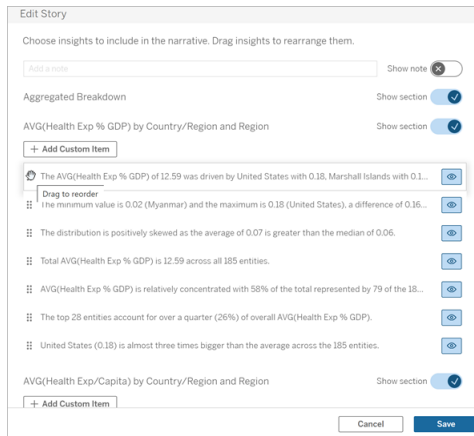 Edit Story
Choose insights to include in the narrative. Drag insights to rearrange them.
Add a note
Show note
Aggregated Breakdown
Show section
AVG(Health Exp % GDP) by Country/Region and Region
Show section
+ Add Custom Item
The AVG(Health Exp % GDP) of 12.59 was driven by United States with 0.18, Marshall Islands with 0.1...
Drag to reorder
The minimum value is 0.02 (Myanmar) and the maximum is 0.18 (United States), a difference of 0.16...
The distribution is positively skewed as the average of 0.07 is greater than the median of 0.06.
Total AVG(Health Exp % GDP) is 12.59 across all 185 entities.
AVG(Health Exp % GDP) is relatively concentrated with 58% of the total represented by 79 of the 18...
The top 28 entities account for over a quarter (26%) of overall AVG(Health Exp % GDP).
United States (0.18) is almost three times bigger than the average across the 185 entities.
AVG(Health Exp/Capita) by Country/Region and Region
Show section
+ Add Custom Item
Cancel
Save